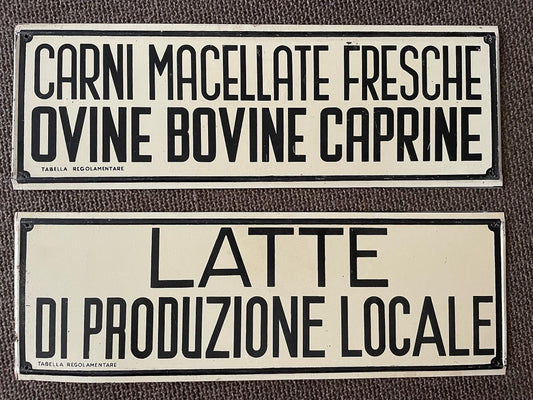 CARNI MACELLATE FRESCHE
OVINE BOVINE CAPRINE
TABELLA REGOLAMENTARE
LATTE
DI PRODUZIONE LOCALE
TABELLA REGOLAMENTARE